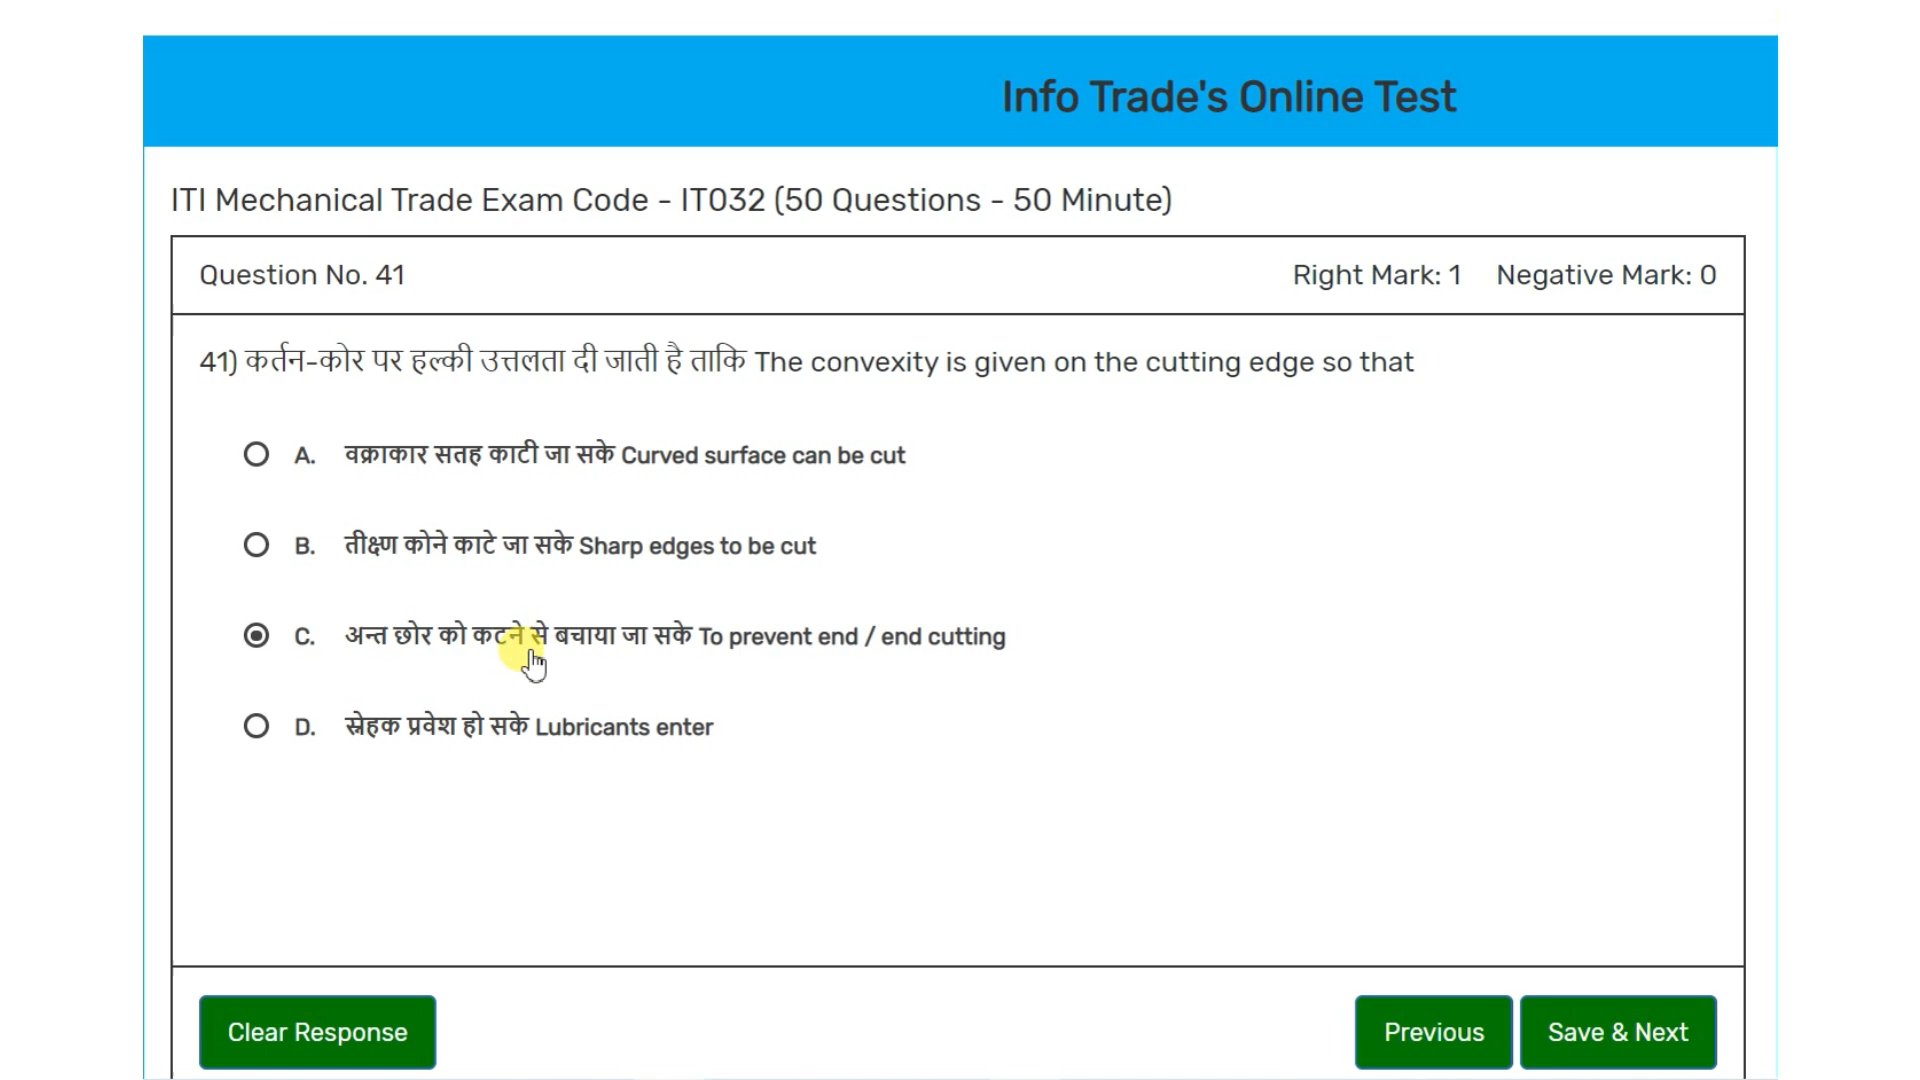 Info Trade's Online Test
ITI Mechanical Trade Exam Code - IT032 (50 Questions - 50 Minute)
Question No. 41 Right Mark: 1 Negative Mark: 0
41) कर्तन-कोर पर हल्की उत्तलता दी जाती है ताकि The convexity is given on the cutting edge so that
A. वक्राकार सतह काटी जा सके Curved surface can be cut
B. तीक्ष्ण कोने काटे जा सके Sharp edges to be cut
C. अन्त छोर को कटने से बचाया जा सके To prevent end / end cutting
D. स्नेहक प्रवेश हो सके Lubricants enter
Clear Response Previous Save & Next